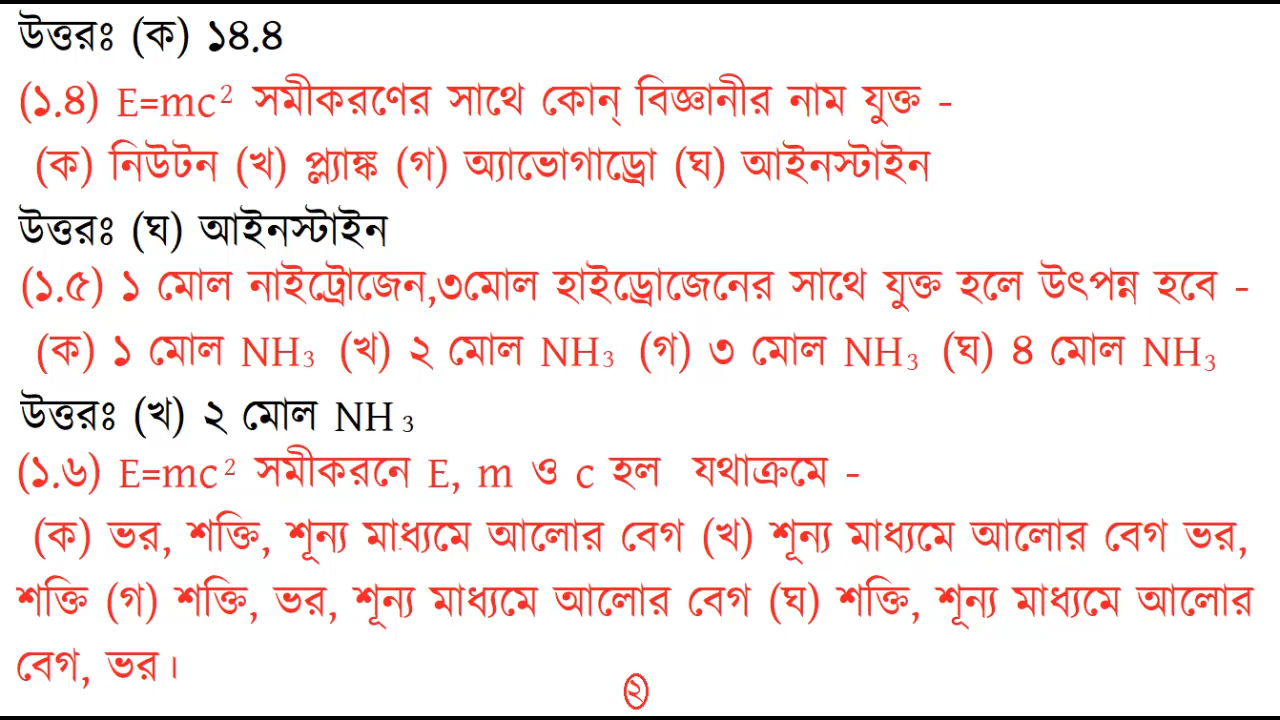 উত্তরঃ (ক) ১৪.৪
(১.৪) E=mc² সমীকরণের সাথে কোন্ বিজ্ঞানীর নাম যুক্ত -
(ক) নিউটন (খ) প্ল্যাঙ্ক (গ) অ্যাভোগাড্রো (ঘ) আইনস্টাইন
উত্তরঃ (ঘ) আইনস্টাইন
(১.৫) ১ মোল নাইট্রোজেন,৩মোল হাইড্রোজেনের সাথে যুক্ত হলে উৎপন্ন হবে -
(ক) ১ মোল NH₃ (খ) ২ মোল NH₃ (গ) ৩ মোল NH₃ (ঘ) ৪ মোল NH₃
উত্তরঃ (খ) ২ মোল NH₃
(১.৬) E=mc² সমীকরনে E, m ও c হল যথাক্রমে -
(ক) ভর, শক্তি, শূন্য মাধ্যমে আলোর বেগ (খ) শূন্য মাধ্যমে আলোর বেগ ভর,
শক্তি (গ) শক্তি, ভর, শূন্য মাধ্যমে আলোর বেগ (ঘ) শক্তি, শূন্য মাধ্যমে আলোর
বেগ, ভর।
২